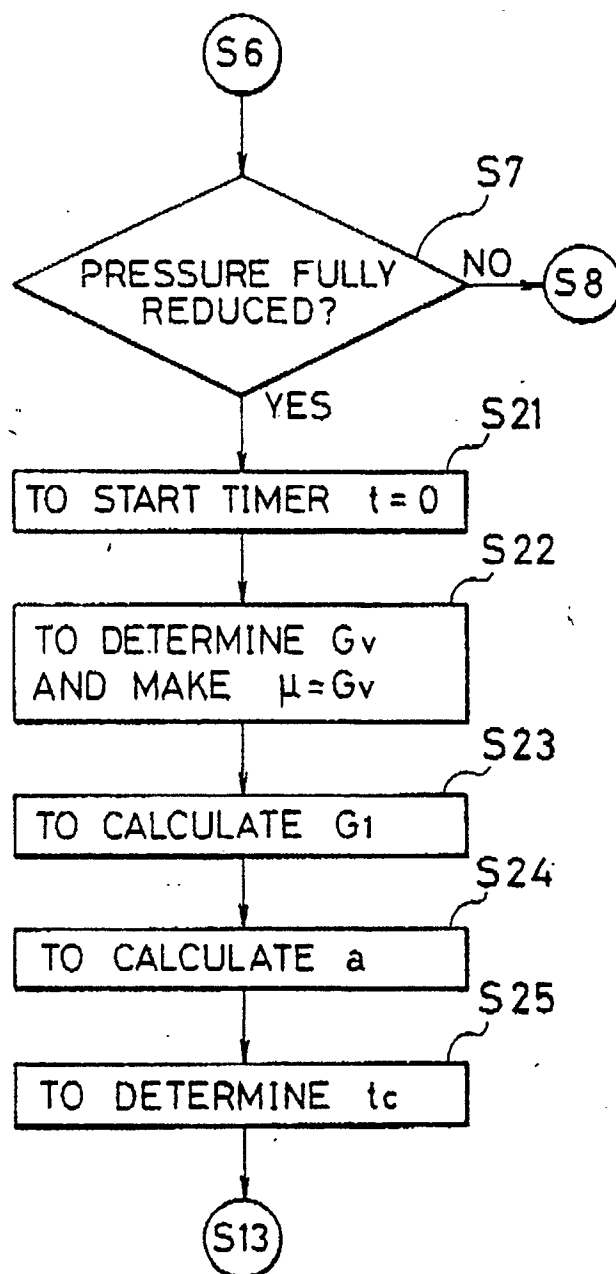 S6
S7
PRESSURE FULLY
REDUCED?
NO
S8
YES
S21
TO START TIMER t=0
S22
TO DETERMINE Gv
AND MAKE μ=Gv
S23
TO CALCULATE G1
S24
TO CALCULATE a
S25
TO DETERMINE tc
S13